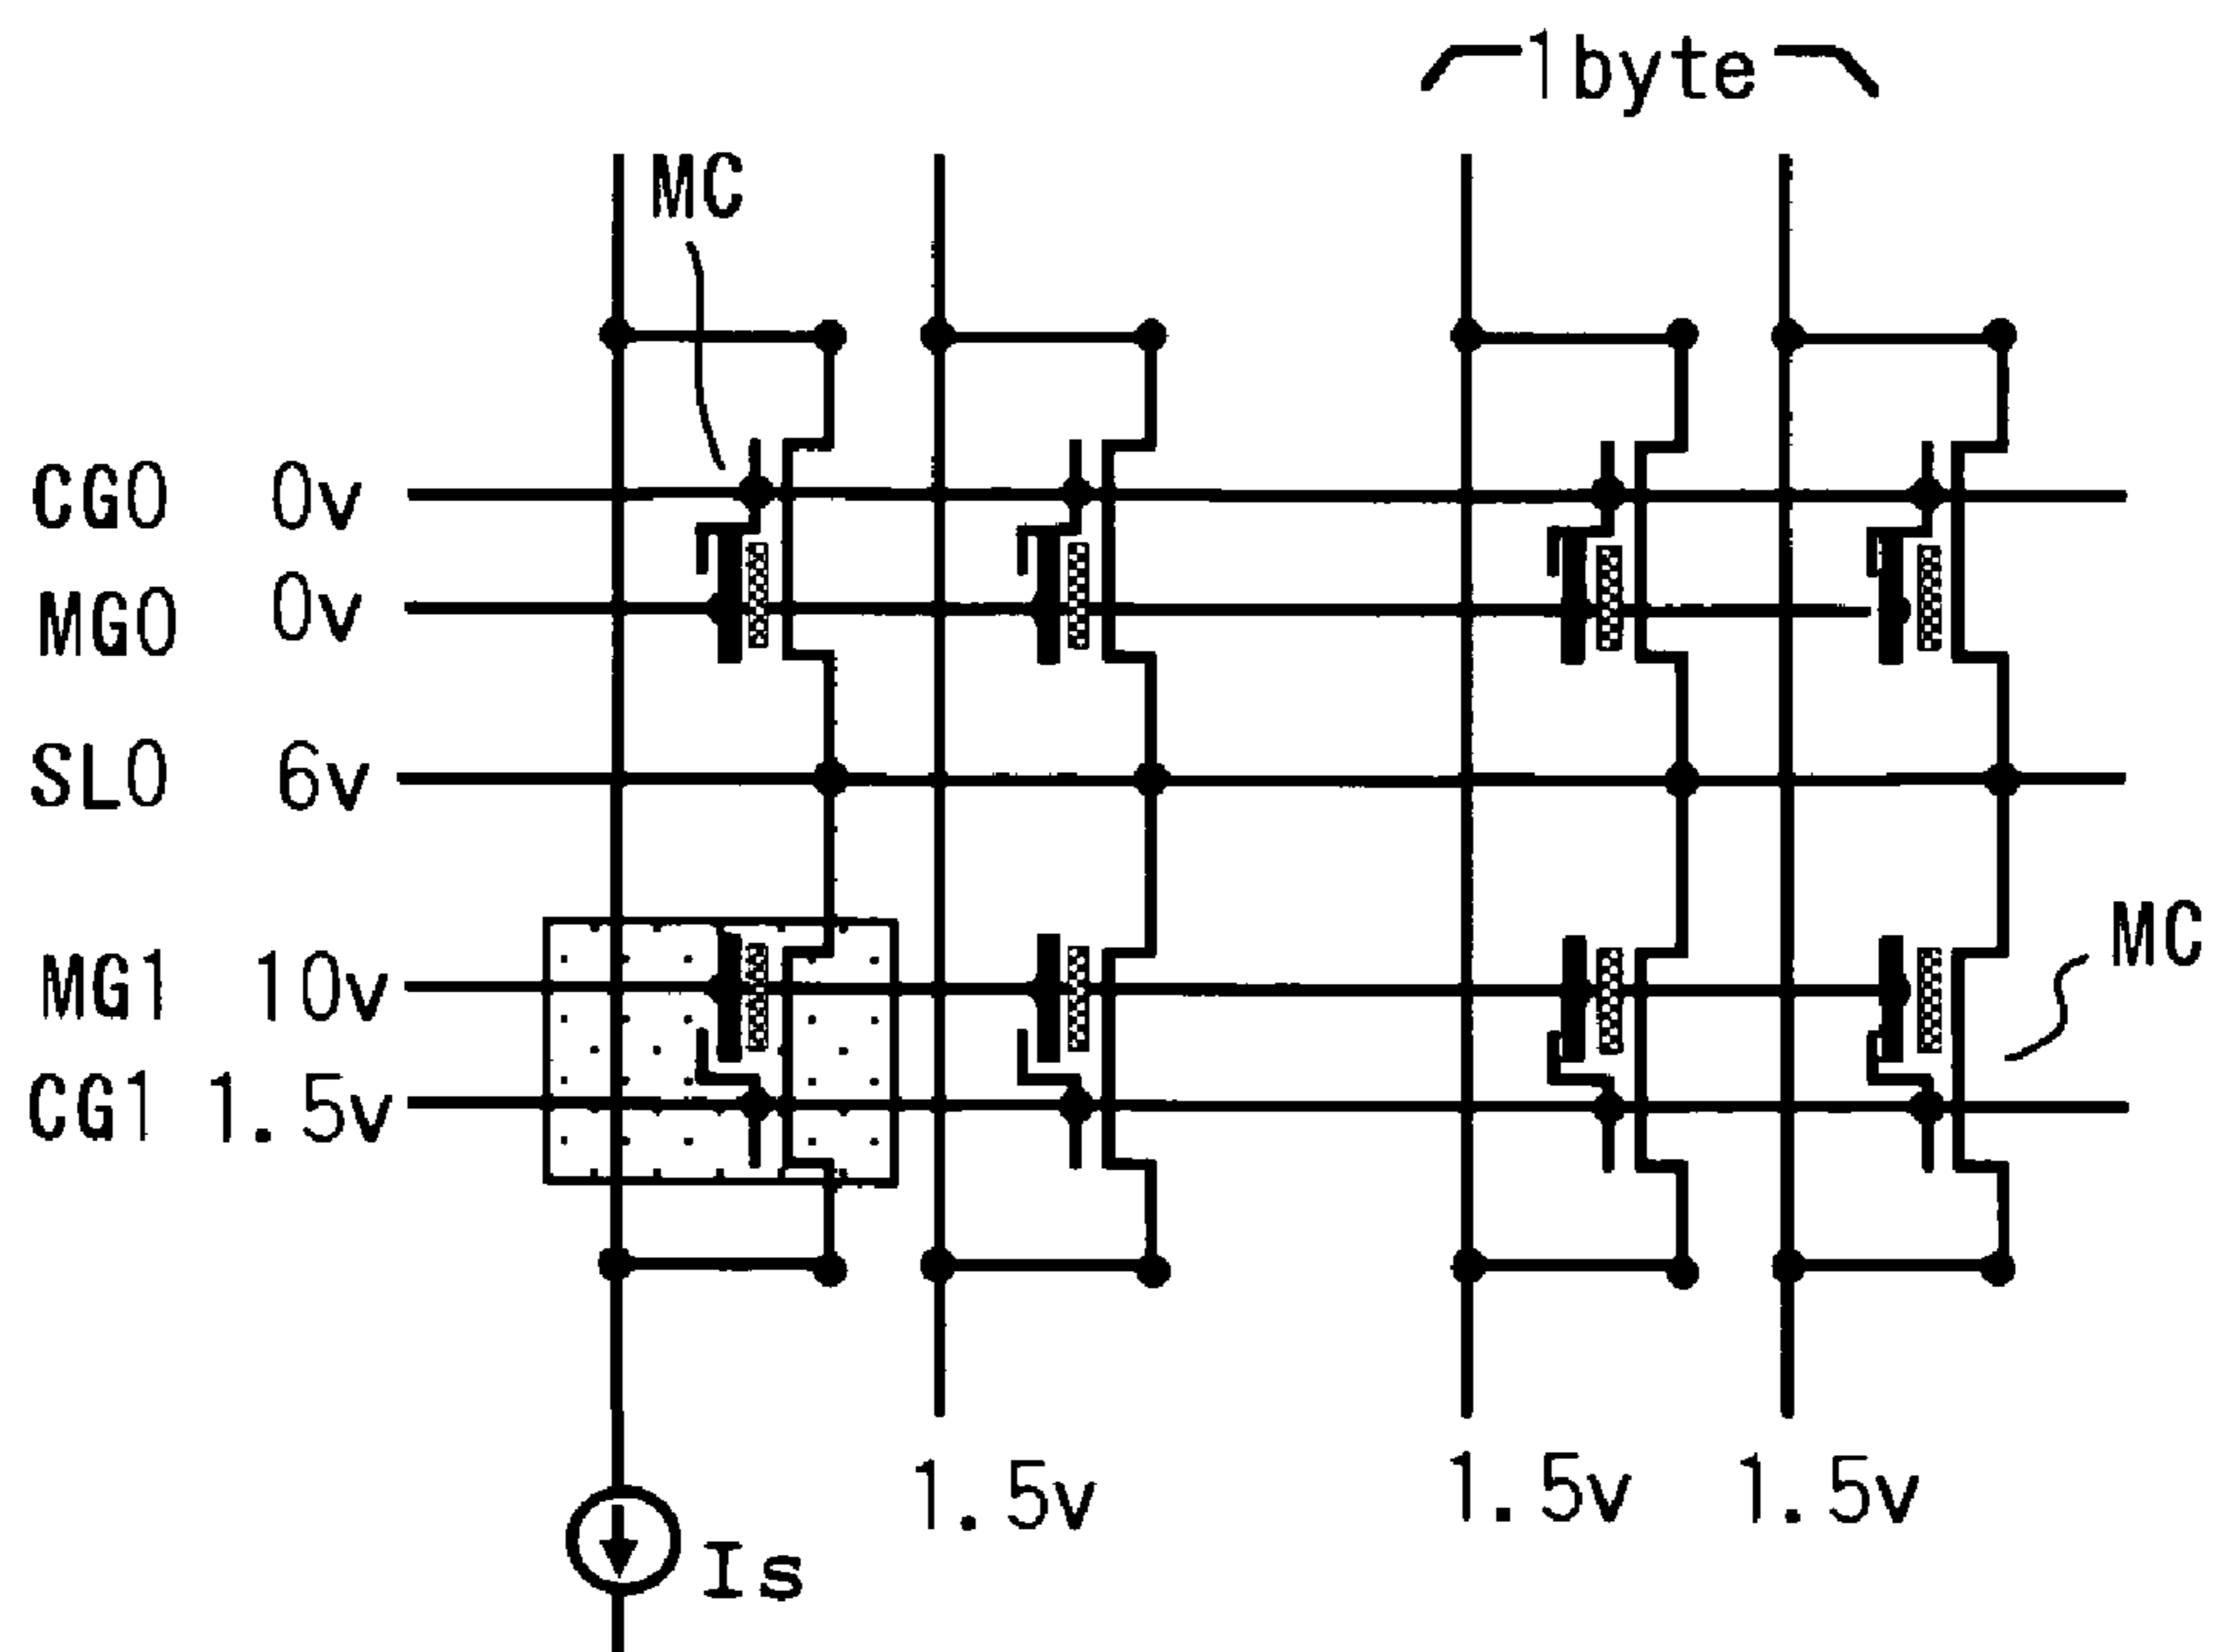 1byte
MC
CG0 0v
MG0 0v
SL0 6v
MC
MG1 10v
CG1 1.5v
1.5v 1.5v 1.5v
Is